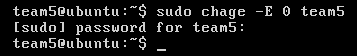 team5@ubuntu:~$ sudo chage -E 0 team5
[sudo] password for team5:
team5@ubuntu:~$ _